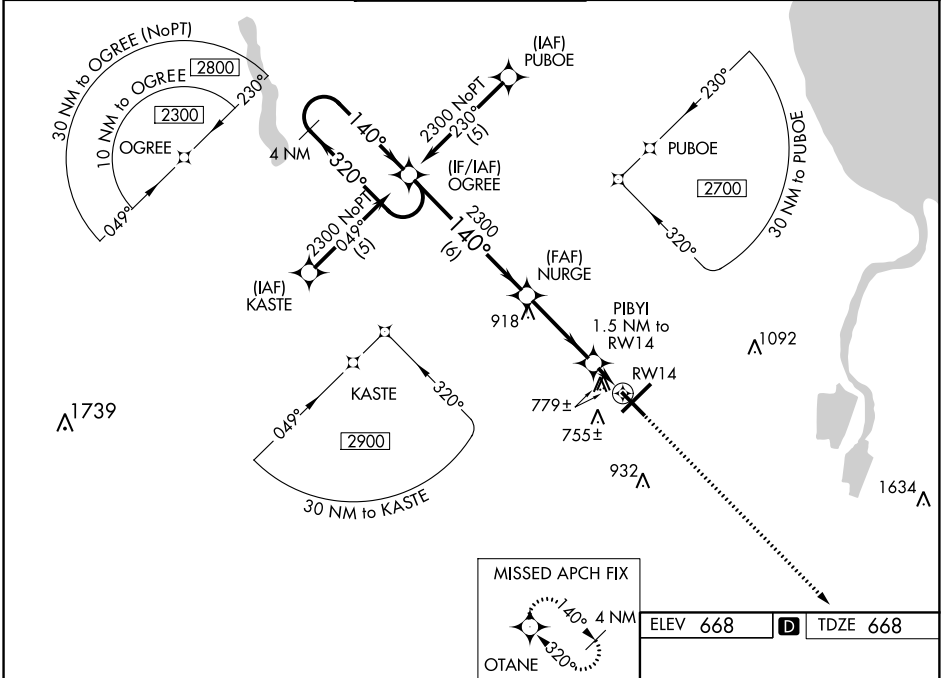 30 NM to OGREE (NoPT)
2800
10 NM to OGREE
2300
230°
OGREE
049°
4 NM
140°
320°
(IAF)
PUBOE
2300 NoPT
230°
(5)
(IF/IAF)
OGREE
2300 NoPT
049°
(5)
(IAF)
KASTE
2300
140°
(6)
(FAF)
NURGE
918
PIBYI
1.5 NM to
RW14
RW14
779±
755±
932
1092
1634
1739
230°
PUBOE
2700
320°
30 NM to PUBOE
KASTE
049°
320°
2900
30 NM to KASTE
MISSED APCH FIX
140°
4 NM
320°
OTANE
ELEV 668 D TDZE 668